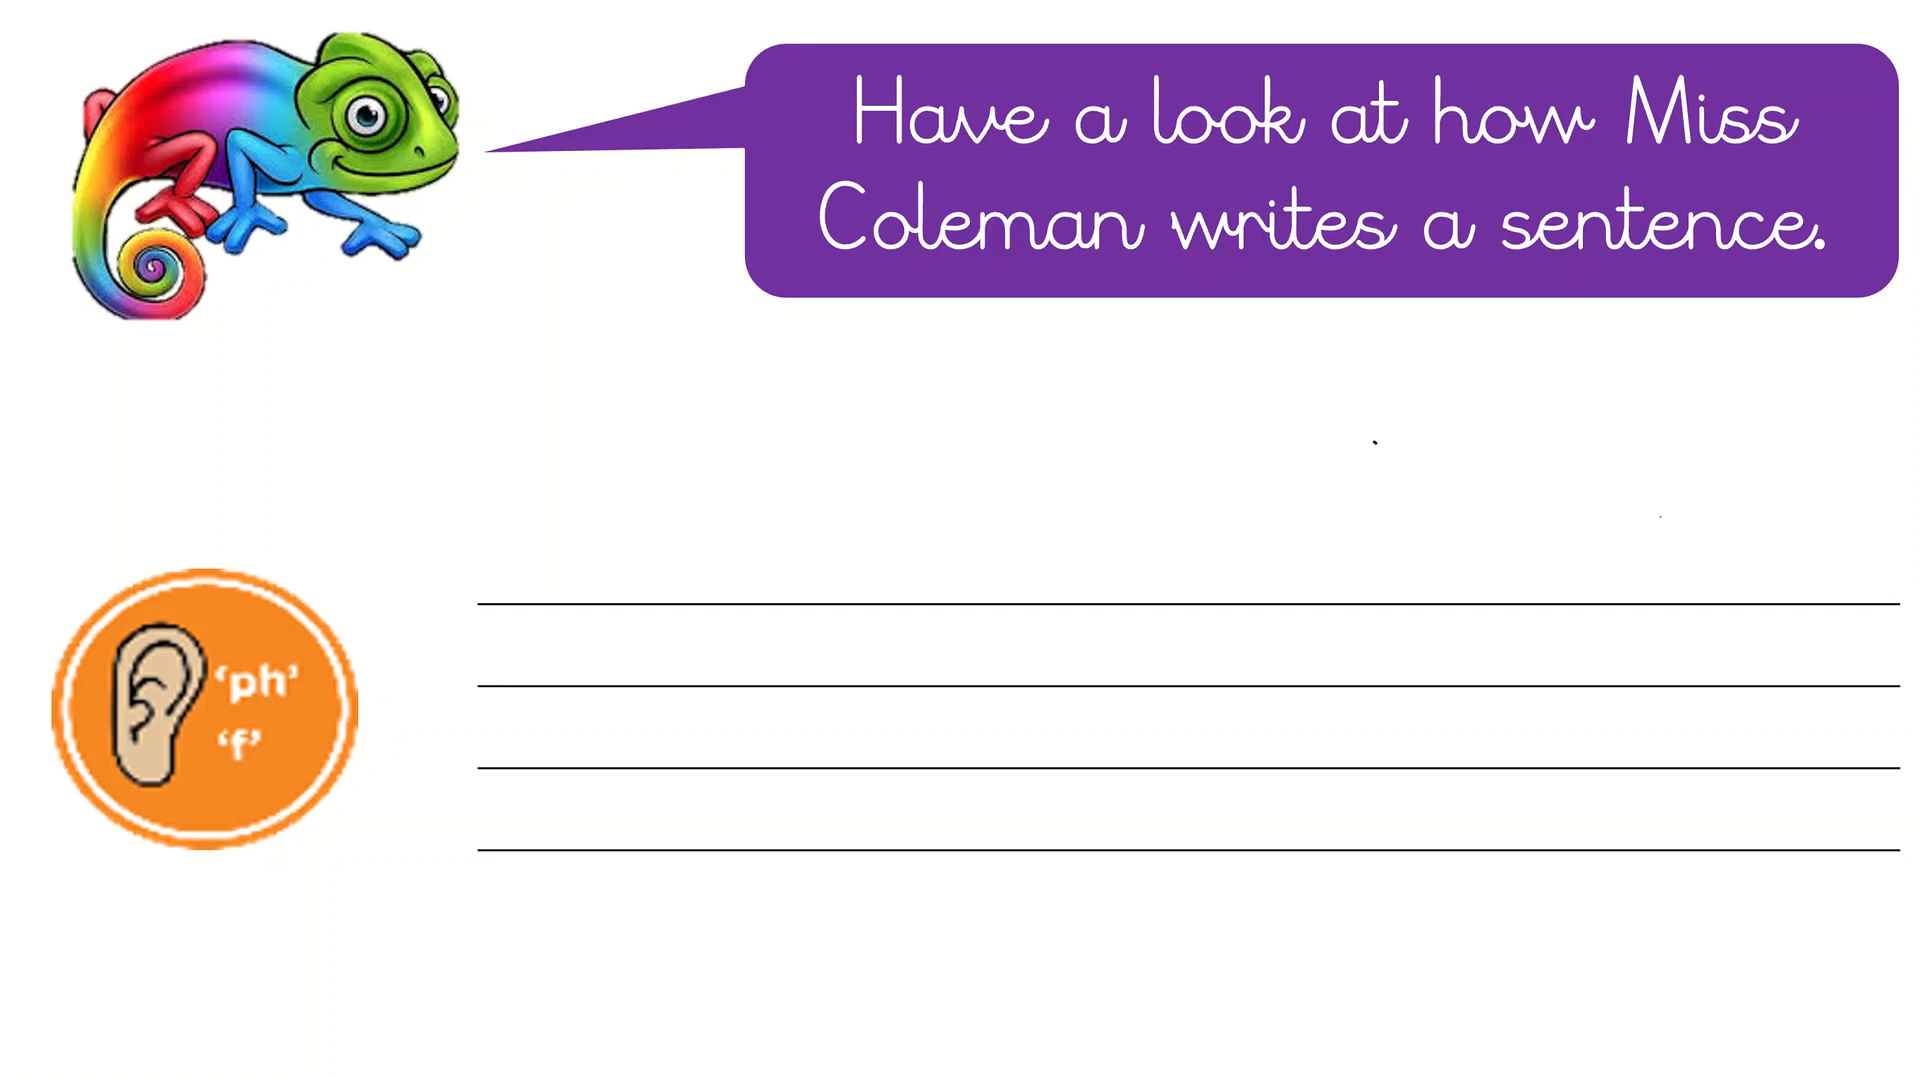 Have a look at how Miss
Coleman writes a sentence.
‘ph’
‘f’